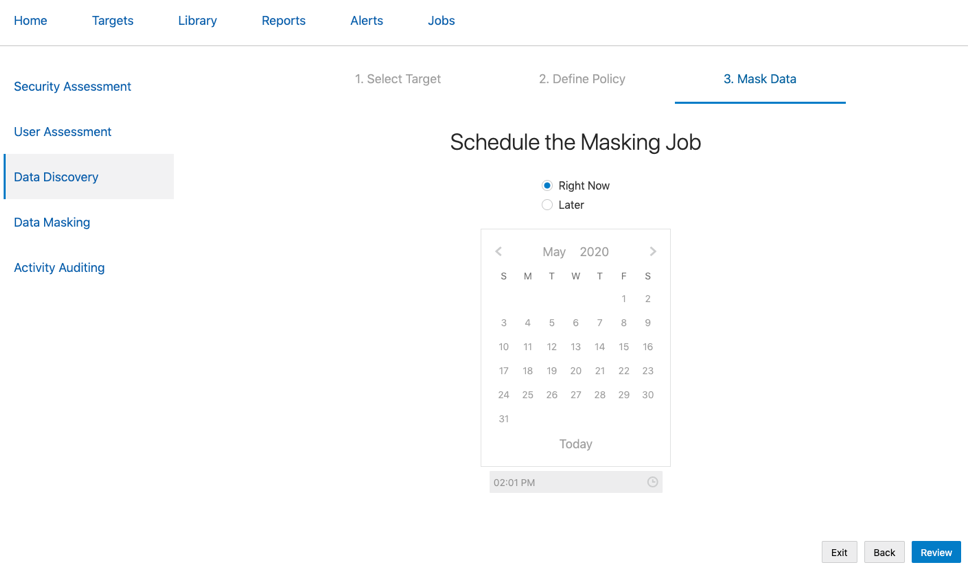 Home Targets Library Reports Alerts Jobs
Security Assessment
User Assessment
Data Discovery
Data Masking
Activity Auditing
1. Select Target 2. Define Policy 3. Mask Data
Schedule the Masking Job
Right Now
Later
May 2020
S M T W T F S
1 2
3 4 5 6 7 8 9
10 11 12 13 14 15 16
17 18 19 20 21 22 23
24 25 26 27 28 29 30
31
Today
02:01 PM
Exit Back Review